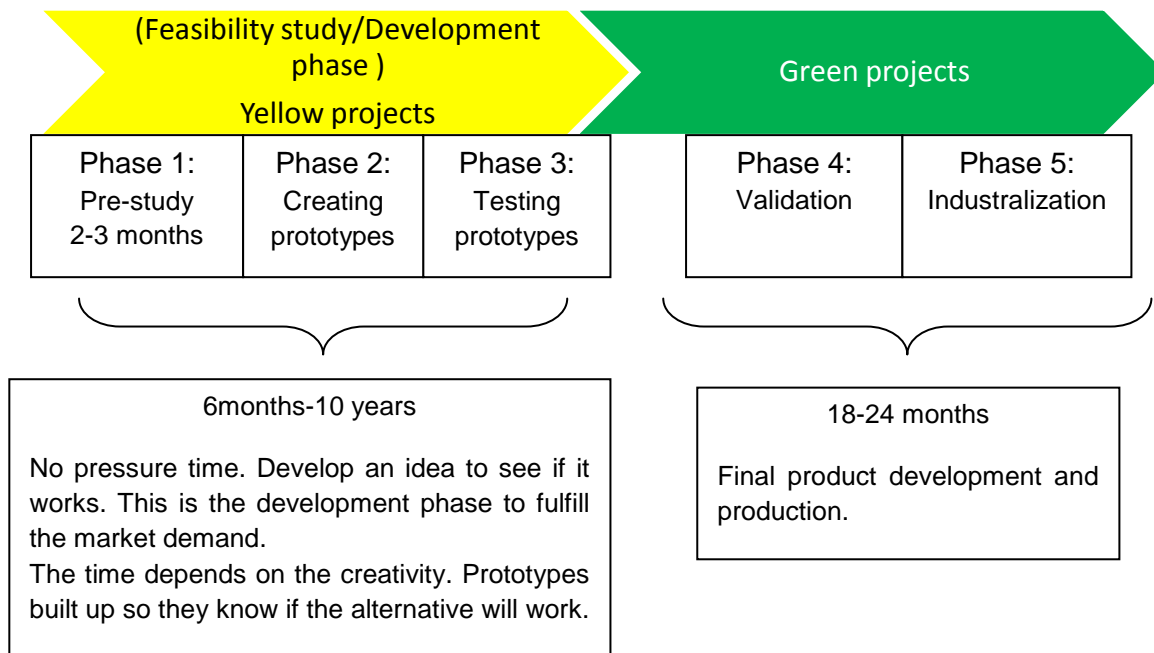 (Feasibility study/Development
phase )
Yellow projects
Green projects
Phase 1:
Pre-study
2-3 months
Phase 2:
Creating
prototypes
Phase 3:
Testing
prototypes
Phase 4:
Validation
Phase 5:
Industralization
6months-10 years
No pressure time. Develop an idea to see if it
works. This is the development phase to fulfill
the market demand.
The time depends on the creativity. Prototypes
built up so they know if the alternative will work.
18-24 months
Final product development and
production.